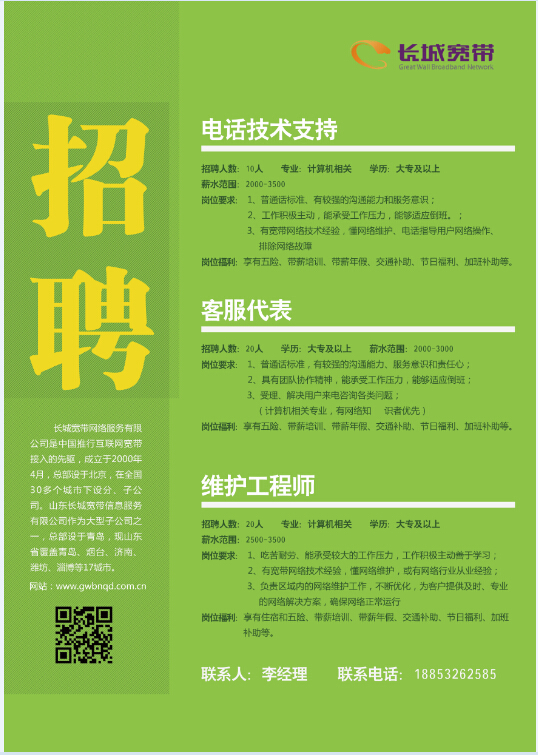 长城宽带
Great Wall Broadband Network
招
聘
长城宽带网络服务有限
公司是中国推行互联网宽带
接入的先驱，成立于2000年
4月，总部设于北京，在全国
30多个城市下设分、子公
司。山东长城宽带信息服务
有限公司作为大型子公司之
一，总部设于青岛，现山东
省覆盖青岛、烟台、济南、
潍坊、淄博等17城市。
网站：www.gwbnqd.com.cn
电话技术支持
招聘人数：10人 专业：计算机相关 学历：大专及以上
薪水范围：2000-3500
岗位要求：1、普通话标准、有较强的沟通能力和服务意识；
2、工作积极主动，能承受工作压力，能够适应倒班。；
3、有宽带网络技术经验，懂网络维护、电话指导用户网络操作、
排除网络故障
岗位福利：享有五险、带薪培训、带薪年假、交通补助、节日福利、加班补助等。
客服代表
招聘人数：20人 学历：大专及以上 薪水范围：2000-3000
岗位要求：1、普通话标准，有较强的沟通能力、服务意识和责任心；
2、具有团队协作精神，能承受工作压力，能够适应倒班；
3、受理、解决用户来电咨询各类问题；
（计算机相关专业，有网络知 识者优先）
岗位福利：享有五险、带薪培训、带薪年假、交通补助、节日福利、加班补助等。
维护工程师
招聘人数：20人 专业：计算机相关 学历：大专及以上
薪水范围：2500-3500
岗位要求：1、吃苦耐劳、能承受较大的工作压力，工作积极主动善于学习；
2、有宽带网络技术经验，懂网络维护，或有网络行业从业经验；
3、负责区域内的网络维护工作，不断优化，为客户提供及时、专业
的网络解决方案，确保网络正常运行
岗位福利：享有住宿和五险、带薪培训、带薪年假、交通补助、节日福利、加班
补助等。
联系人：李经理 联系电话：18853262585